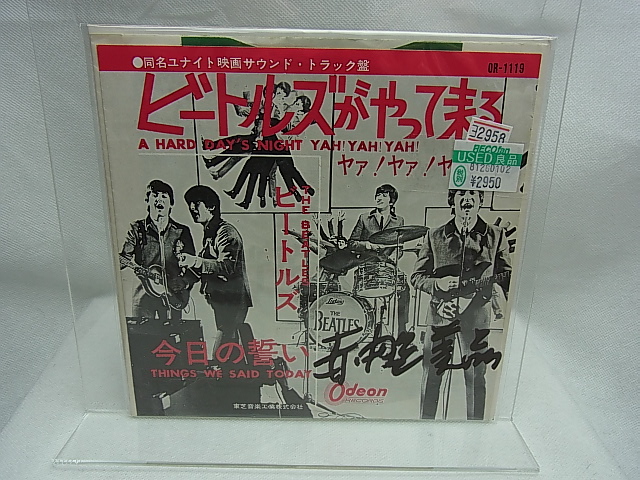 ●同名ユナイト映画サウンド・トラック盤
OR-1119
ビートルズがやって来る
A HARD DAY'S NIGHT YAH! YAH! YAH!
ヤァ!ヤァ!ヤ
USED 良品
¥2950
ビートルズ
THE BEATLES
THE
BEATLES
今日の誓い
THINGS WE SAID TODAY
Odeon
RECORDS
東芝音楽工業株式会社